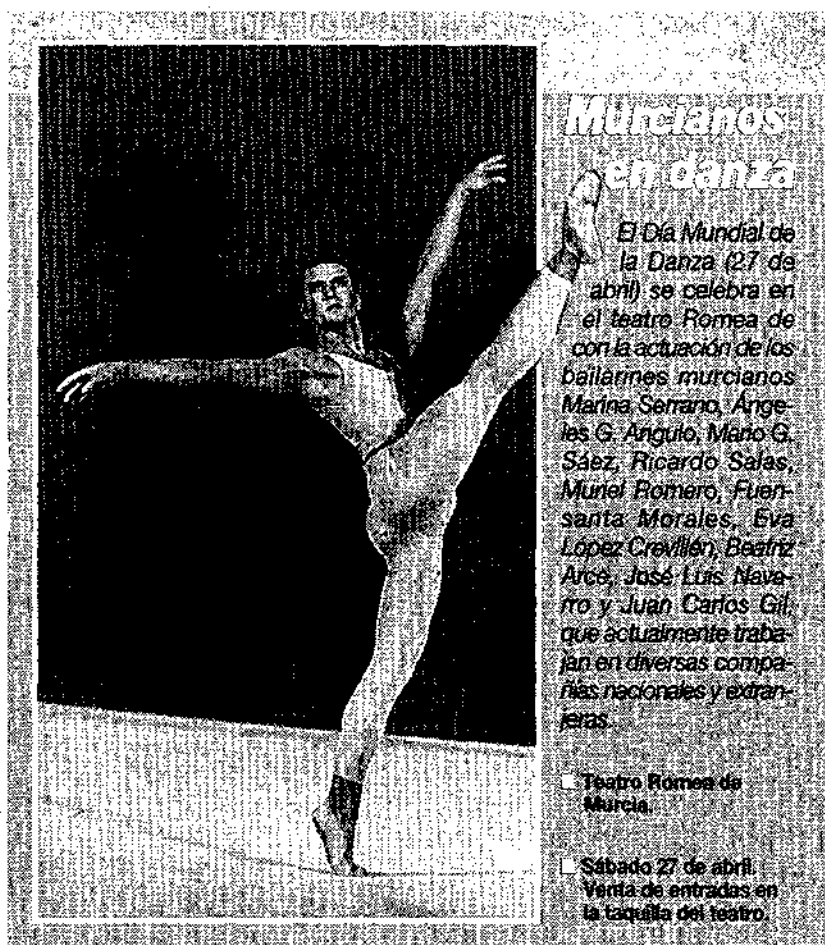 Murcianos
en danza
El Día Mundial de
la Danza (27 de
abril) se celebra en
el teatro Romea de
con la actuación de los
bailarines murcianos
Marina Serrano, Ánge-
les G. Angulo, Mano G.
Sáez, Ricardo Salas,
Muriel Romero, Fuen-
santa Morales, Eva
López Crevillén, Beatriz
Arce, José Luis Nava-
rro y Juan Carlos Gil,
que actualmente traba-
jan en diversas compa-
ñías nacionales y extran-
jeras.
Teatro Romea de
Murcia.
Sábado 27 de abril.
Venta de entradas en
la taquilla del teatro.